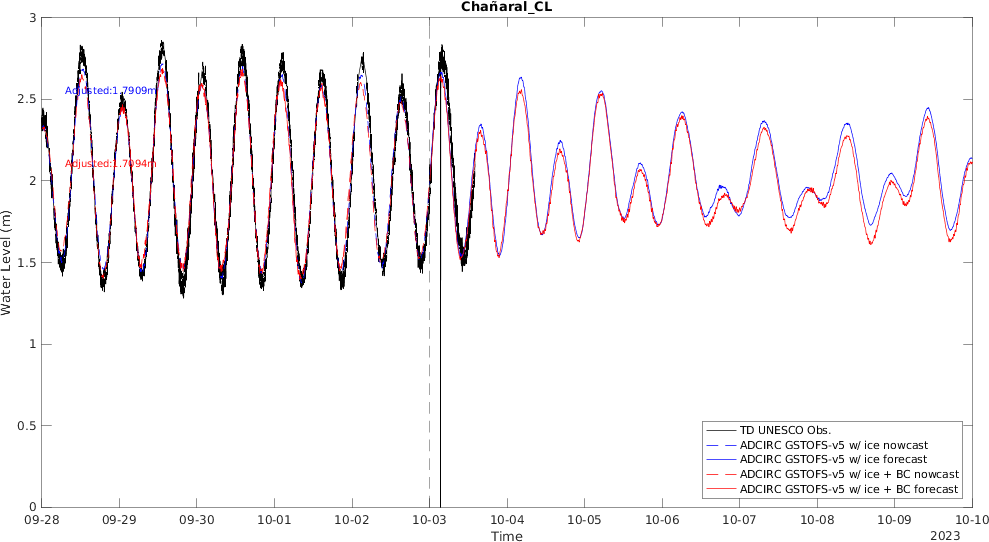 Chañaral_CL
3
2.5
2
1.5
1
0.5
0
Water Level (m)
Adjusted:1.7909m
Adjusted:1.7094m
TD UNESCO Obs.
ADCIRC GSTOFS-v5 w/ ice nowcast
ADCIRC GSTOFS-v5 w/ ice forecast
ADCIRC GSTOFS-v5 w/ ice + BC nowcast
ADCIRC GSTOFS-v5 w/ ice + BC forecast
09-28 09-29 09-30 10-01 10-02 10-03 10-04 10-05 10-06 10-07 10-08 10-09 10-10
Time
2023